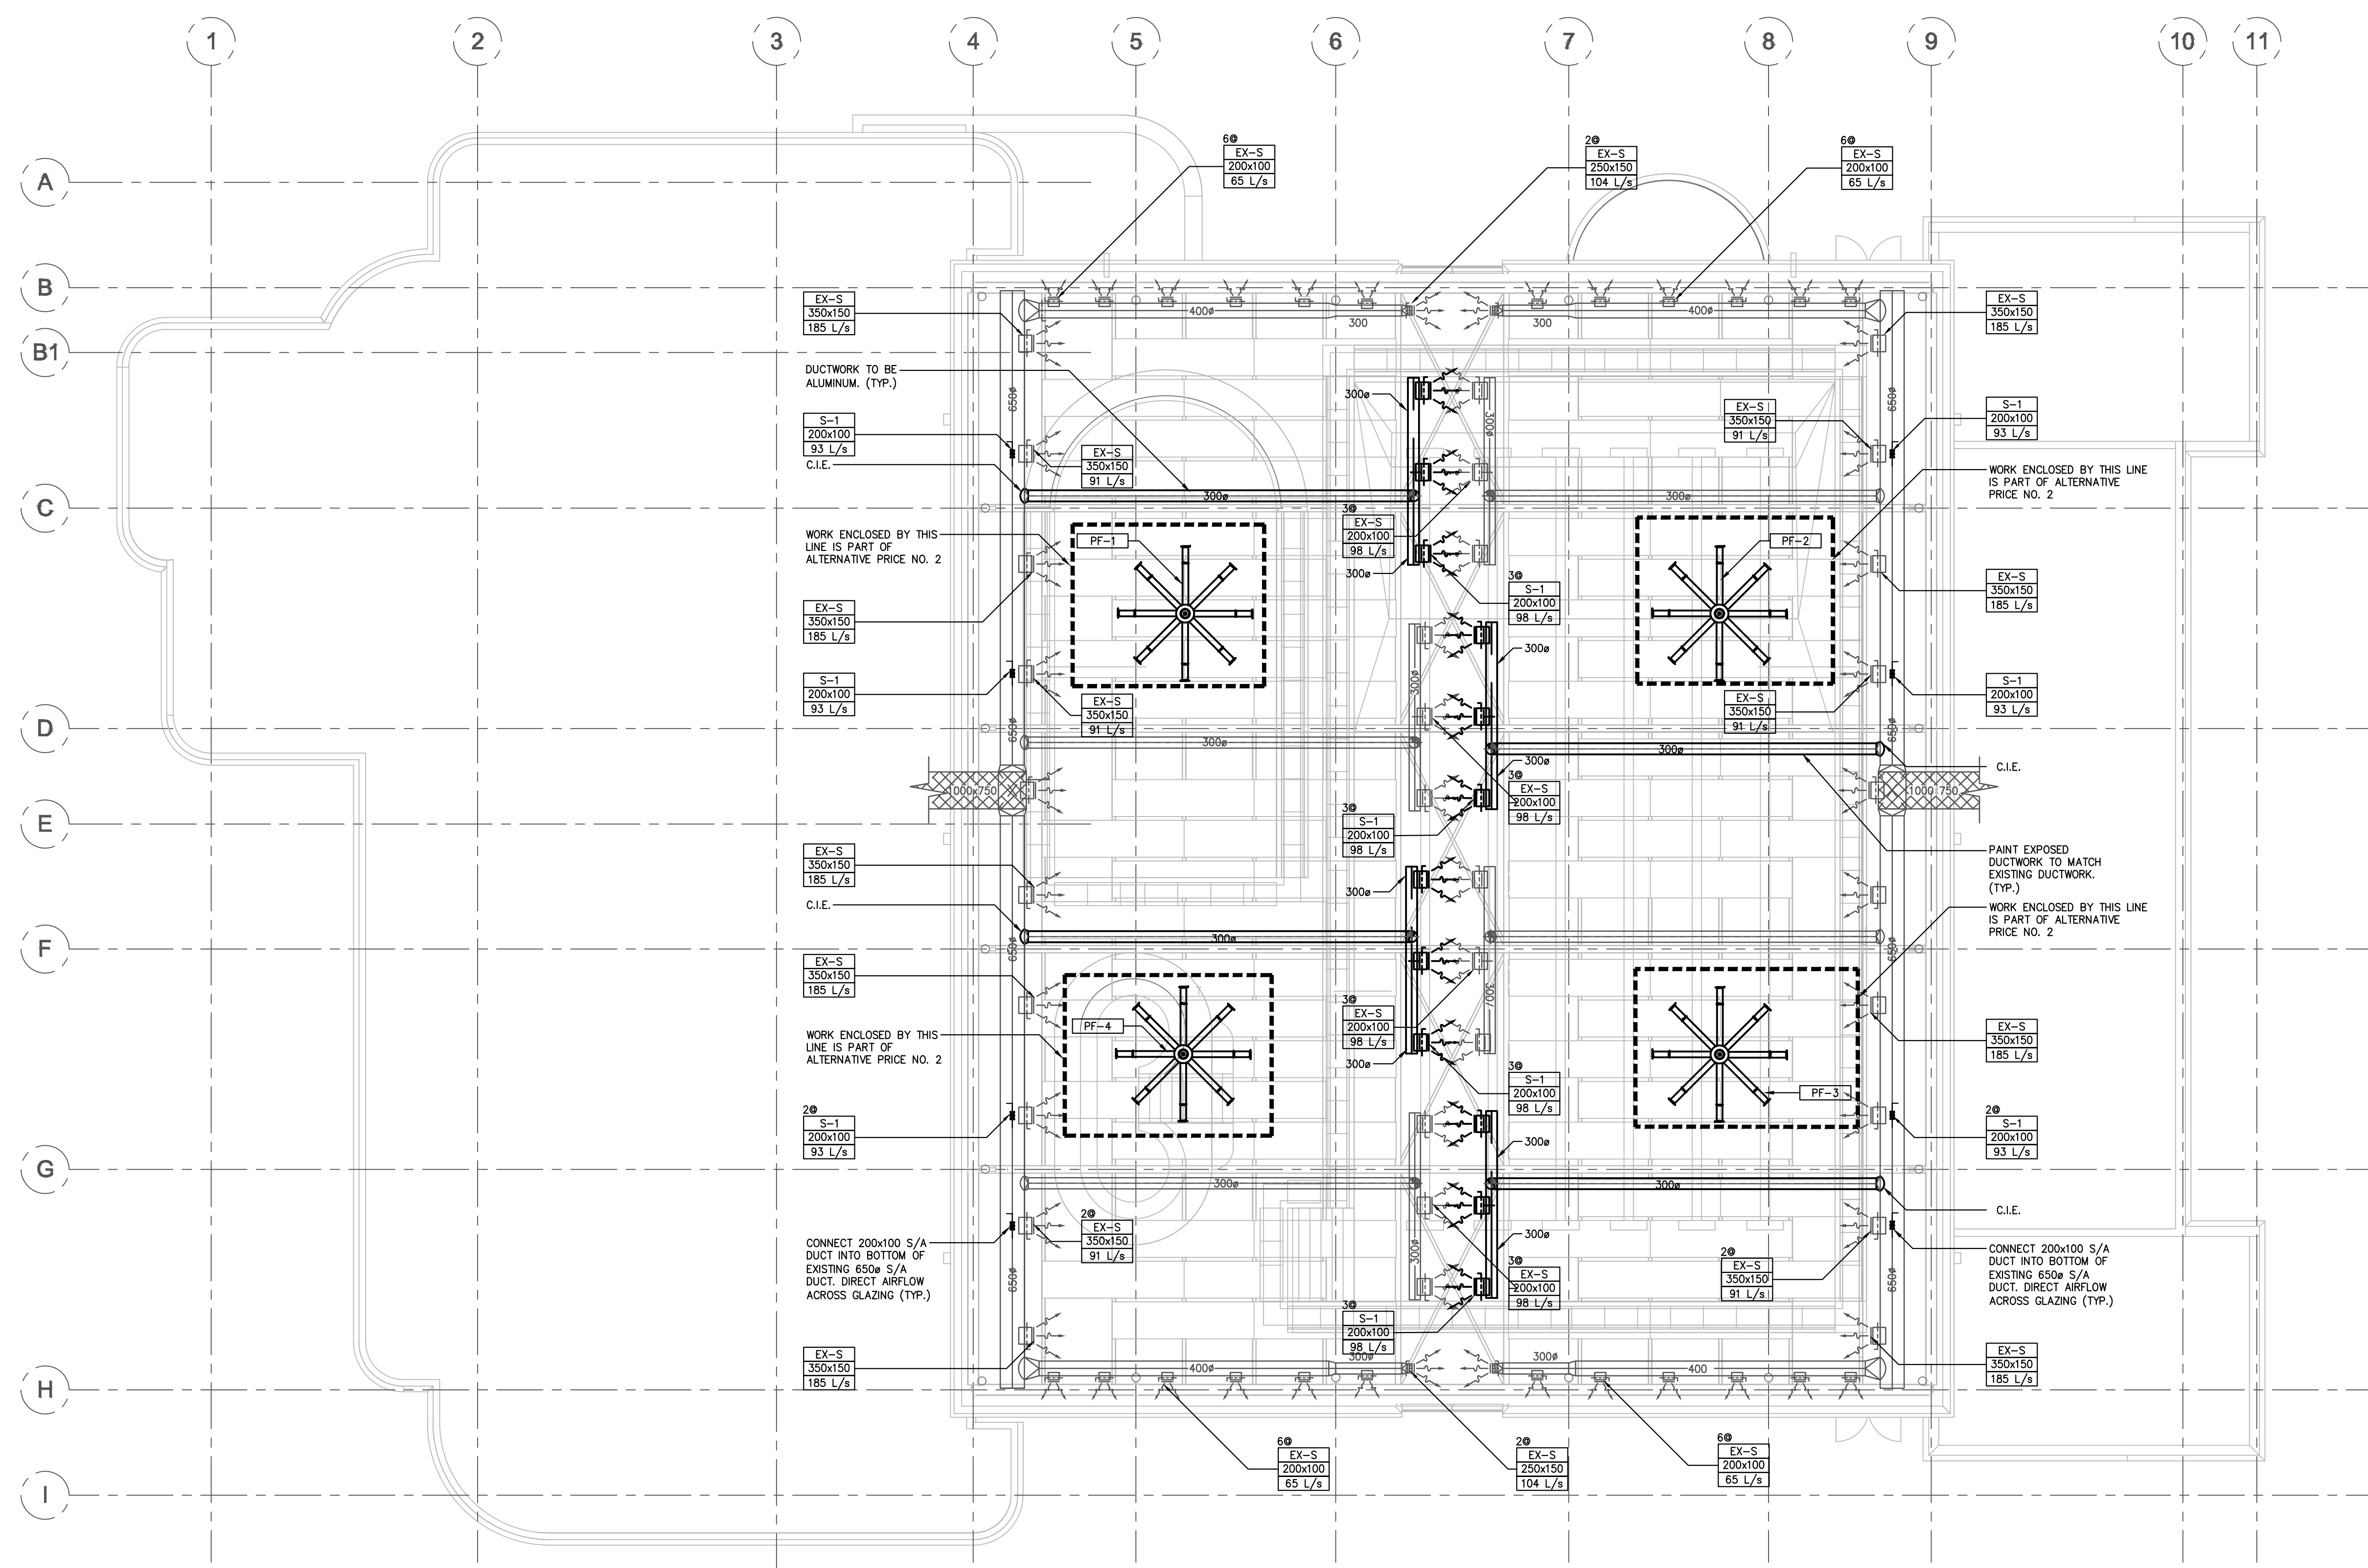 1
2
3
4
5
6
7
8
9
10
11
A
B
B1
C
D
E
F
G
H
I
6@
EX-S
200x100
65 L/s
2@
EX-S
250x150
104 L/s
6@
EX-S
200x100
65 L/s
EX-S
350x150
185 L/s
400ø
300
300
400ø
EX-S
350x150
185 L/s
DUCTWORK TO BE
ALUMINUM. (TYP.)
650ø
650ø
300ø
300ø
S-1
200x100
93 L/s
C.I.E.
EX-S
350x150
91 L/s
EX-S
350x150
91 L/s
S-1
200x100
93 L/s
WORK ENCLOSED BY THIS LINE
IS PART OF ALTERNATIVE
PRICE NO. 2
300ø
300ø
3@
EX-S
200x100
98 L/s
WORK ENCLOSED BY THIS
LINE IS PART OF
ALTERNATIVE PRICE NO. 2
PF-1
PF-2
300ø
3@
S-1
200x100
98 L/s
EX-S
350x150
185 L/s
EX-S
350x150
185 L/s
300ø
300ø
S-1
200x100
93 L/s
EX-S
350x150
91 L/s
EX-S
350x150
91 L/s
S-1
200x100
93 L/s
650ø
650ø
300ø
300ø
300ø
C.I.E.
1000x750
1000 750
3@
EX-S
200x100
98 L/s
3@
S-1
200x100
98 L/s
EX-S
350x150
185 L/s
PAINT EXPOSED
DUCTWORK TO MATCH
EXISTING DUCTWORK.
(TYP.)
300ø
C.I.E.
WORK ENCLOSED BY THIS LINE
IS PART OF ALTERNATIVE
PRICE NO. 2
300ø
650ø
650ø
EX-S
350x150
185 L/s
300
3@
EX-S
200x100
98 L/s
WORK ENCLOSED BY THIS
LINE IS PART OF
ALTERNATIVE PRICE NO. 2
PF-4
EX-S
350x150
185 L/s
300ø
3@
S-1
200x100
98 L/s
PF-3
2@
S-1
200x100
93 L/s
2@
S-1
200x100
93 L/s
300ø
300ø
300ø
C.I.E.
2@
EX-S
350x150
91 L/s
300ø
300ø
CONNECT 200x100 S/A
DUCT INTO BOTTOM OF
EXISTING 650ø S/A
DUCT. DIRECT AIRFLOW
ACROSS GLAZING (TYP.)
650ø
650ø
2@
EX-S
350x150
91 L/s
3@
EX-S
200x100
98 L/s
CONNECT 200x100 S/A
DUCT INTO BOTTOM OF
EXISTING 650ø S/A
DUCT. DIRECT AIRFLOW
ACROSS GLAZING (TYP.)
3@
S-1
200x100
98 L/s
EX-S
350x150
185 L/s
EX-S
350x150
185 L/s
400ø
300ø
300ø
400
6@
EX-S
200x100
65 L/s
2@
EX-S
250x150
104 L/s
6@
EX-S
200x100
65 L/s